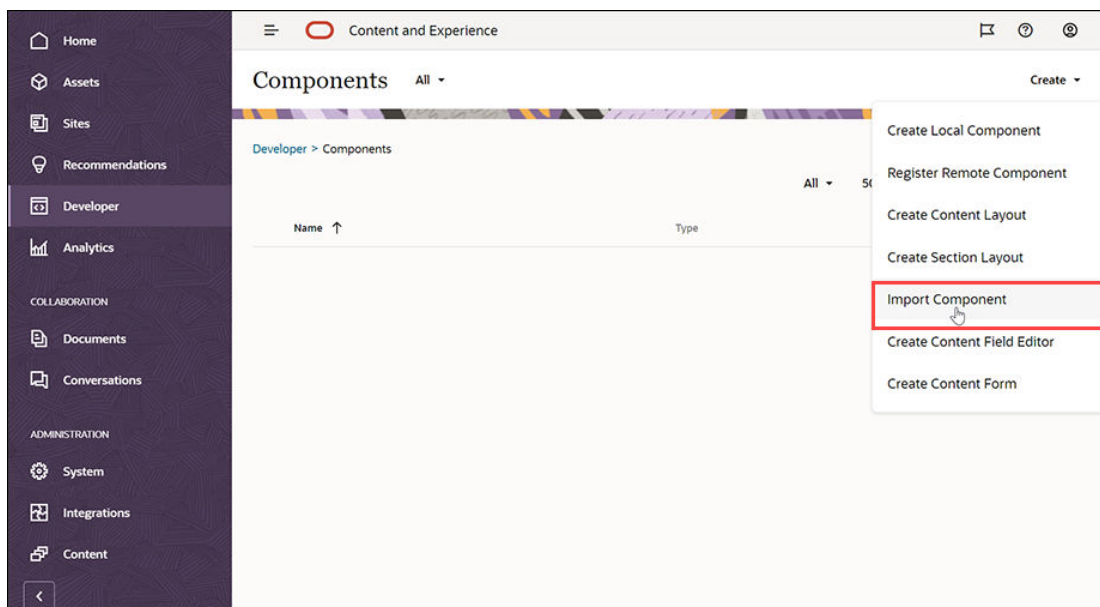 Home
Assets
Sites
Recommendations
Developer
Analytics
COLLABORATION
Documents
Conversations
ADMINISTRATION
System
Integrations
Content
Content and Experience
Components All
Create
Developer > Components
All 50
Name Type
Create Local Component
Register Remote Component
Create Content Layout
Create Section Layout
Import Component
Create Content Field Editor
Create Content Form